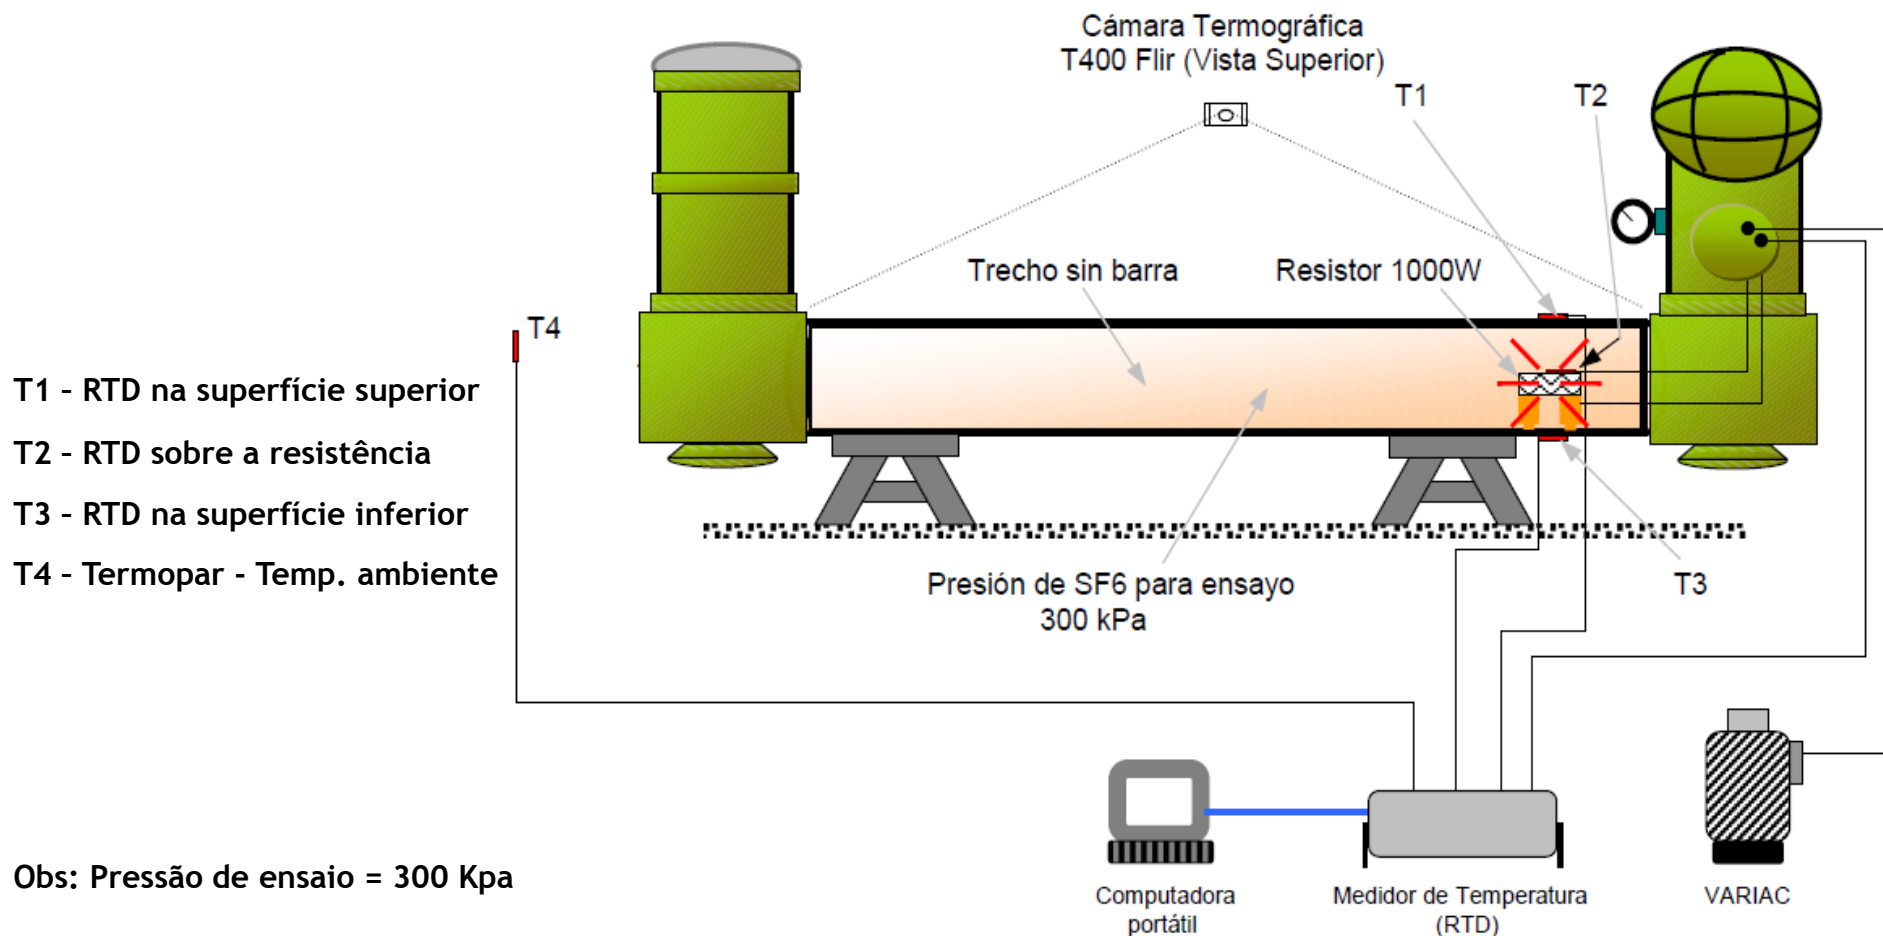 Cámara Termográfica
T400 Flir (Vista Superior)
T1
T2
Trecho sin barra
Resistor 1000W
T4
T1 – RTD na superfície superior
T2 – RTD sobre a resistência
T3 – RTD na superfície inferior
T4 – Termopar - Temp. ambiente
Presión de SF6 para ensayo
300 kPa
T3
Obs: Pressão de ensaio = 300 Kpa
Computadora
portátil
Medidor de Temperatura
(RTD)
VARIAC